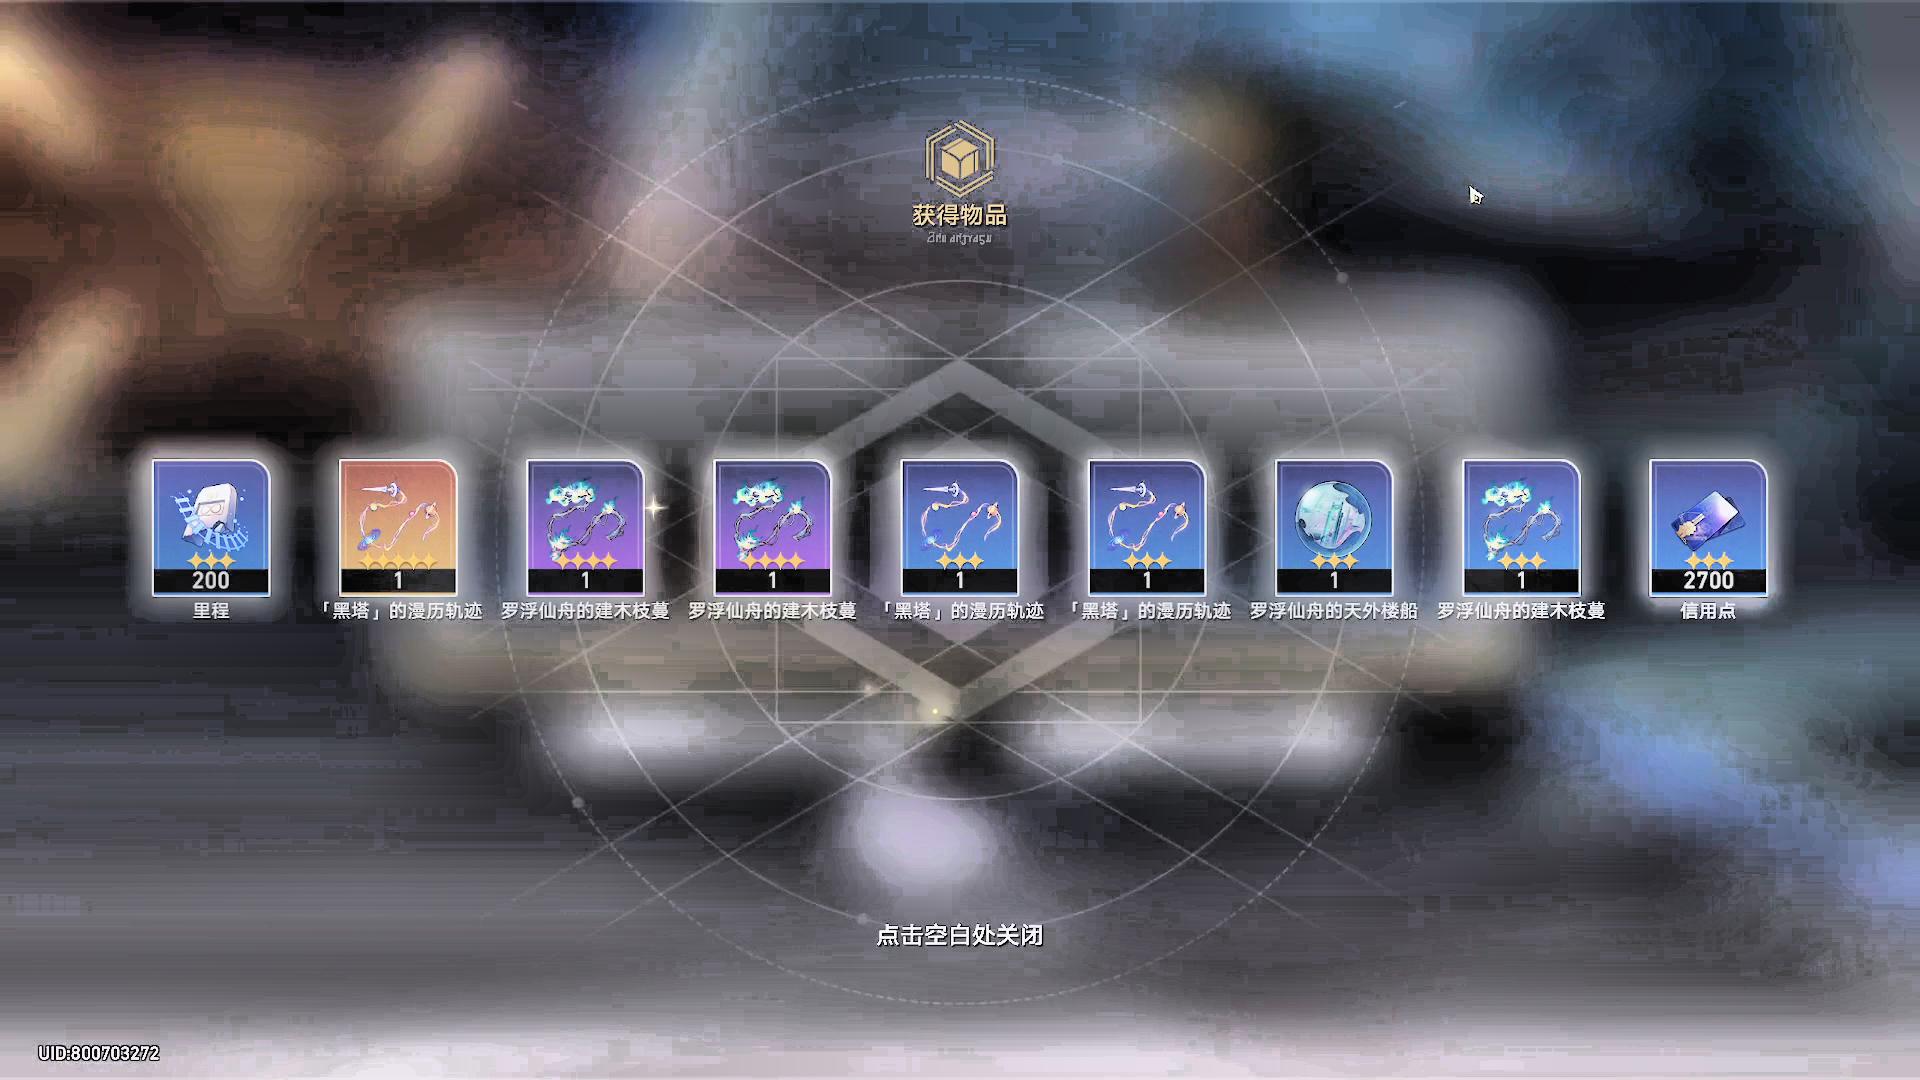 获得物品
200
1
1
1
1
1
1
1
2700
里程
「黑塔」的漫历轨迹
罗浮仙舟的建木枝蔓
罗浮仙舟的建木枝蔓
「黑塔」的漫历轨迹
「黑塔」的漫历轨迹
罗浮仙舟的天外楼船
罗浮仙舟的建木枝蔓
信用点
点击空白处关闭
UID:800703272